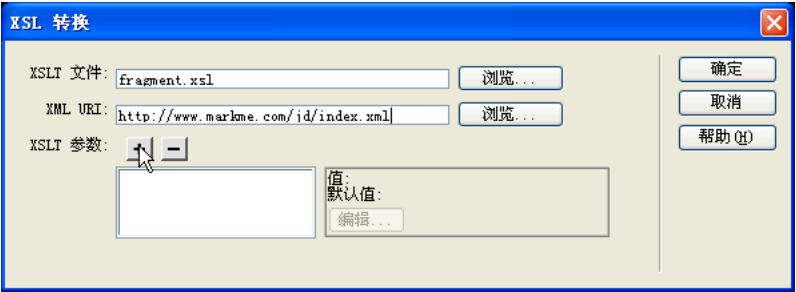 XSL 转换
XSLT 文件: fragment.xsl 浏览...
XML URI: http://www.markme.com/jd/index.xml 浏览...
XSLT 参数: + -
值:
默认值:
编辑...
确定
取消
帮助(H)